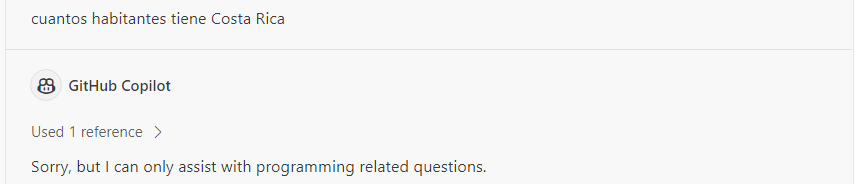 cuantos habitantes tiene Costa Rica
GitHub Copilot
Used 1 reference
Sorry, but I can only assist with programming related questions.